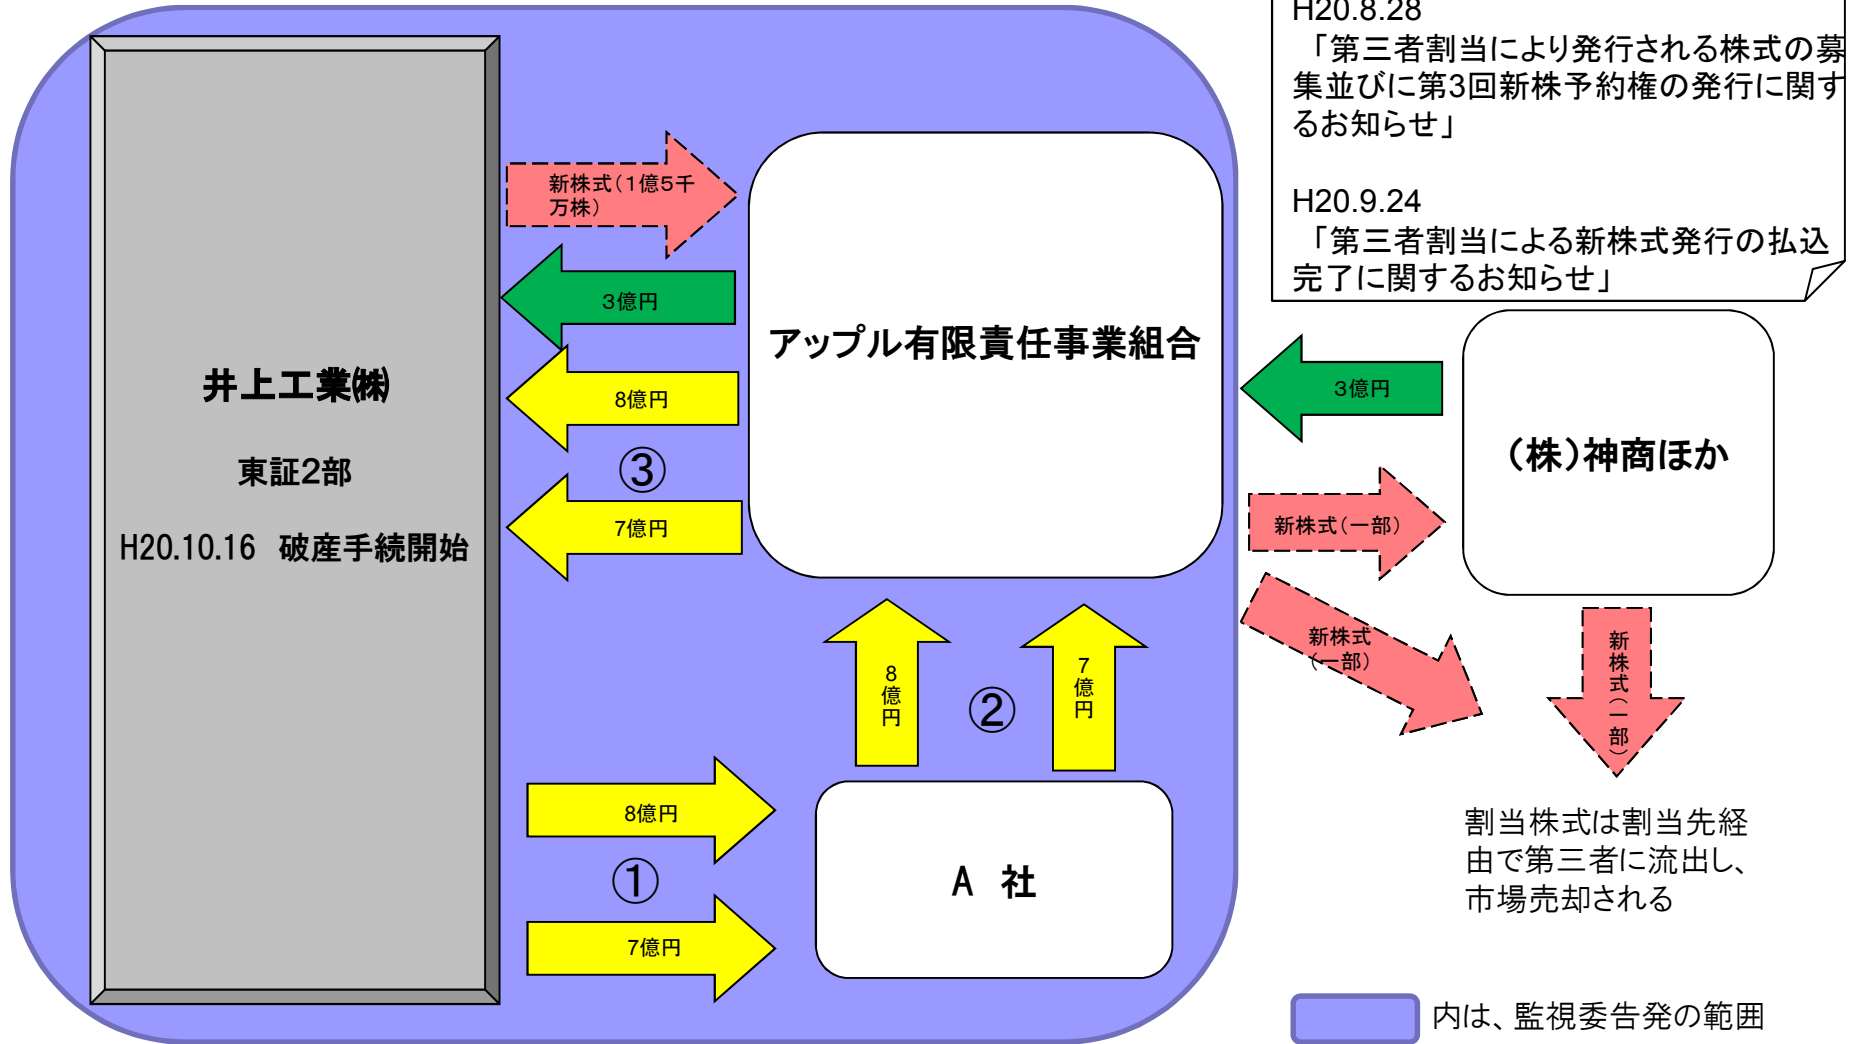 H20.8.28
「第三者割当により発行される株式の募
集並びに第3回新株予約権の発行に関す
るお知らせ」
H20.9.24
「第三者割当による新株式発行の払込
完了に関するお知らせ」
新株式（1億5千
万株）
3億円
8億円
③
7億円
アップル有限責任事業組合
井上工業㈱
東証2部
H20.10.16 破産手続開始
3億円
（株）神商ほか
新株式（一部）
新株式
（一部）
新株式（一部）
8億円
②
7億円
8億円
①
7億円
A 社
割当株式は割当先経
由で第三者に流出し、
市場売却される
内は、監視委告発の範囲